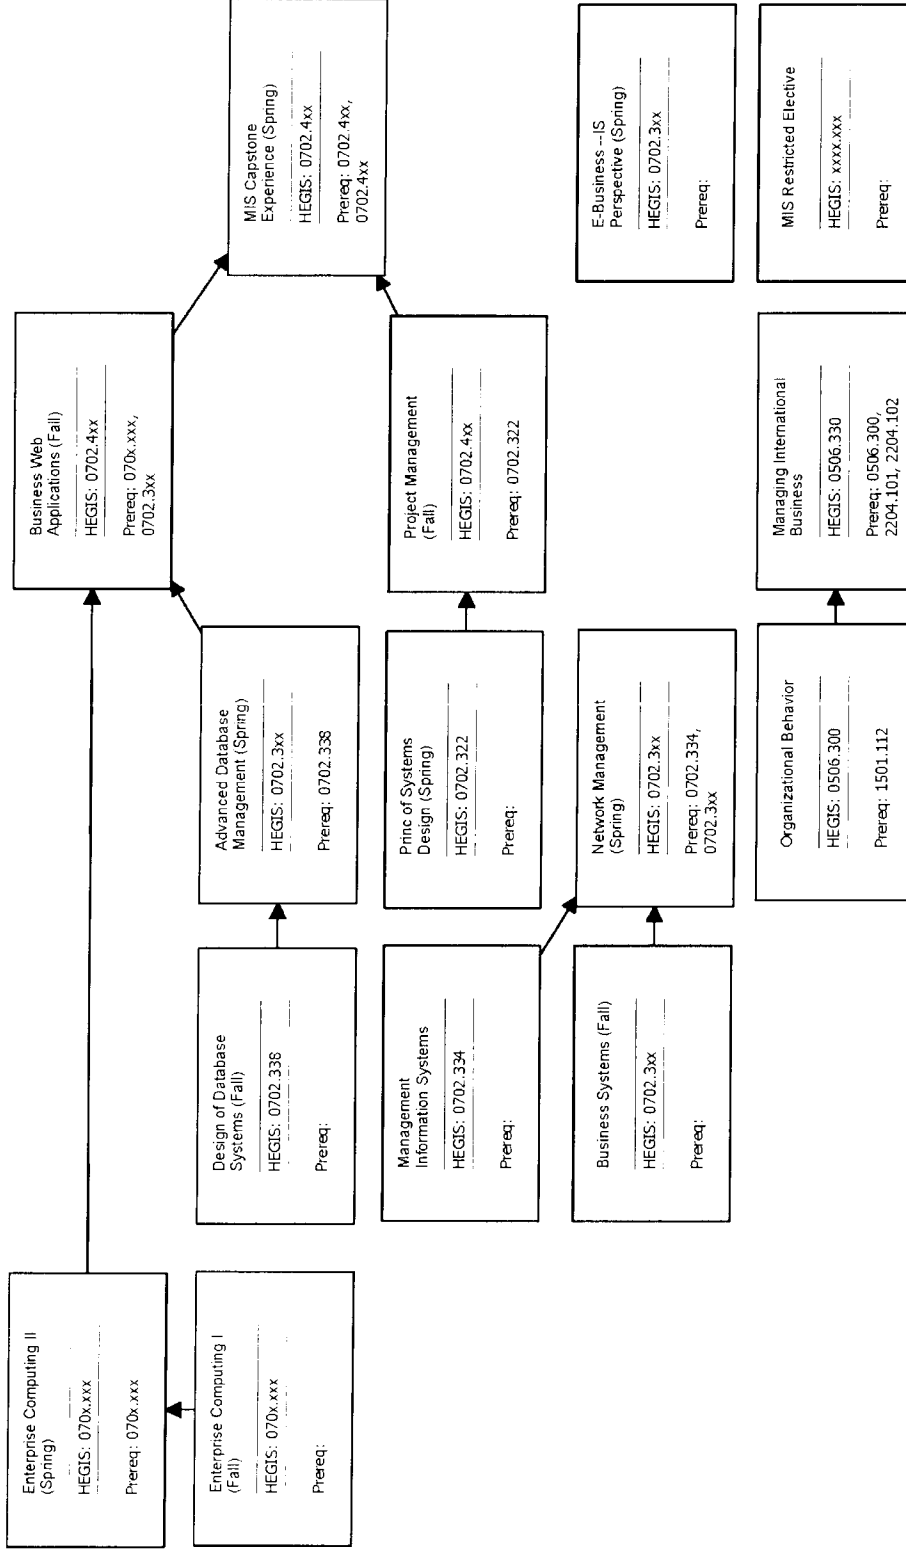 Enterprise Computing II
(Spring)
HEGIS: 070x.xxx
Prereq: 070x.xxx
Enterprise Computing I
(Fall)
HEGIS: 070x.xxx
Prereq:
Design of Database
Systems (Fall)
HEGIS: 0702.338
Prereq:
Management
Information Systems
HEGIS: 0702.334
Prereq:
Business Systems (Fall)
HEGIS: 0702.3xx
Prereq:
Advanced Database
Management (Spring)
HEGIS: 0702.3xx
Prereq: 0702.338
Princ of Systems
Design (Spring)
HEGIS: 0702.322
Prereq:
Network Management
(Spring)
HEGIS: 0702.3xx
Prereq: 0702.334,
0702.3xx
Organizational Behavior
HEGIS: 0506.300
Prereq: 1501.112
Business Web
Applications (Fall)
HEGIS: 0702.4xx
Prereq: 070x.xxx,
0702.3xx
Project Management
(Fall)
HEGIS: 0702.4xx
Prereq: 0702.322
Managing International
Business
HEGIS: 0506.330
Prereq: 0506.300,
2204.101, 2204.102
MIS Capstone
Experience (Spring)
HEGIS: 0702.4xx
Prereq: 0702.4xx,
0702.4xx
E-Business --IS
Perspective (Spring)
HEGIS: 0702.3xx
Prereq:
MIS Restricted Elective
HEGIS: xxxx.xxx
Prereq: